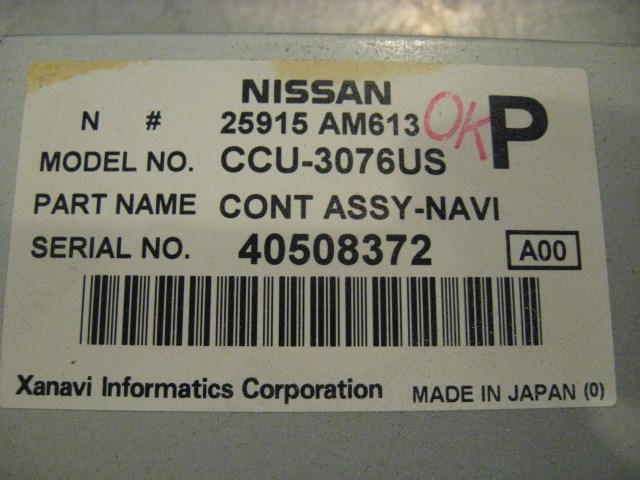 NISSAN
N # 25915 AM613 OK P
MODEL NO. CCU-3076US
PART NAME CONT ASSY-NAVI
SERIAL NO. 40508372 A00
Xanavi Informatics Corporation MADE IN JAPAN (0)